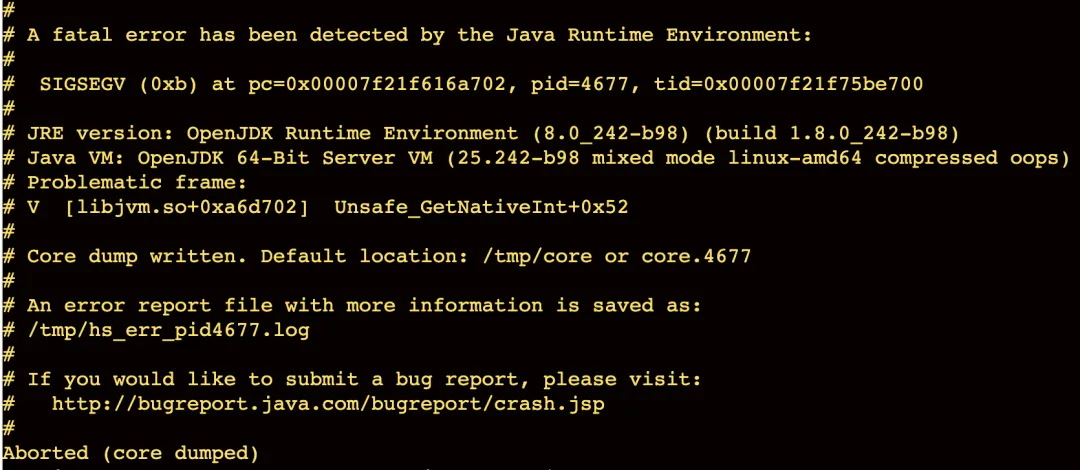 #
# A fatal error has been detected by the Java Runtime Environment:
#
#  SIGSEGV (0xb) at pc=0x00007f21f616a702, pid=4677, tid=0x00007f21f75be700
#
# JRE version: OpenJDK Runtime Environment (8.0_242-b98) (build 1.8.0_242-b98)
# Java VM: OpenJDK 64-Bit Server VM (25.242-b98 mixed mode linux-amd64 compressed oops)
# Problematic frame:
# V  [libjvm.so+0xa6d702]  Unsafe_GetNativeInt+0x52
#
# Core dump written. Default location: /tmp/core or core.4677
#
# An error report file with more information is saved as:
# /tmp/hs_err_pid4677.log
#
# If you would like to submit a bug report, please visit:
#   http://bugreport.java.com/bugreport/crash.jsp
#
Aborted (core dumped)